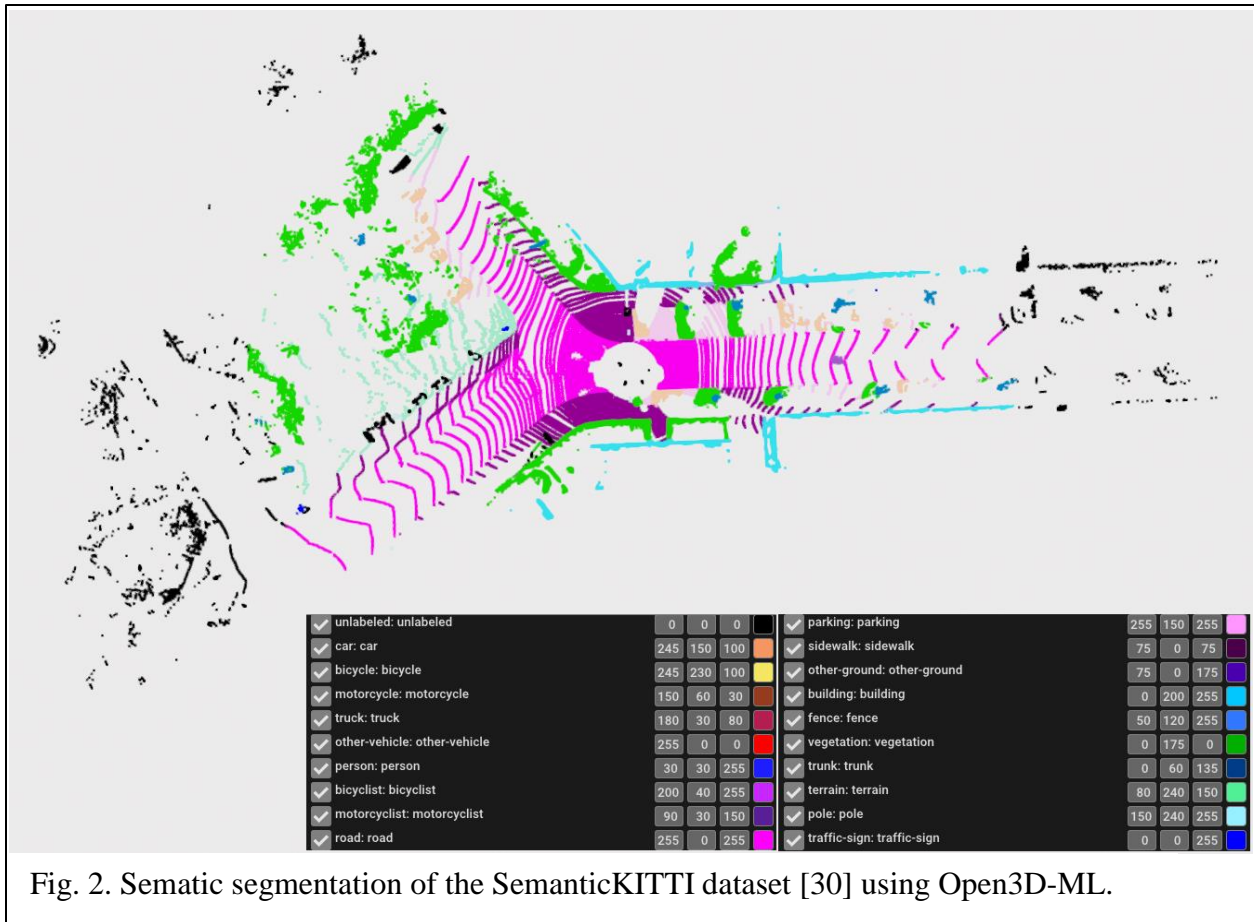 unlabeled: unlabeled 0 0 0
car: car 245 150 100
bicycle: bicycle 245 230 100
motorcycle: motorcycle 150 60 30
truck: truck 180 30 80
other-vehicle: other-vehicle 255 0 0
person: person 30 30 255
bicyclist: bicyclist 200 40 255
motorcyclist: motorcyclist 90 30 150
road: road 255 0 255
parking: parking 255 150 255
sidewalk: sidewalk 75 0 75
other-ground: other-ground 75 0 175
building: building 0 200 255
fence: fence 50 120 255
vegetation: vegetation 0 175 0
trunk: trunk 0 60 135
terrain: terrain 80 240 150
pole: pole 150 240 255
traffic-sign: traffic-sign 0 0 255
Fig. 2. Sematic segmentation of the SemanticKITTI dataset [30] using Open3D-ML.